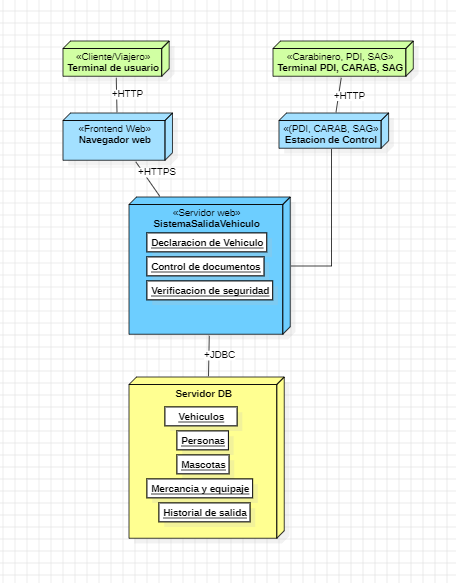 «Cliente/Viajero»
Terminal de usuario
«Carabinero, PDI, SAG»
Terminal PDI, CARAB, SAG
+HTTP
+HTTP
«Frontend Web»
Navegador web
«(PDI, CARAB, SAG»
Estacion de Control
+HTTPS
«Servidor web»
SistemaSalidaVehiculo
Declaracion de Vehiculo
Control de documentos
Verificacion de seguridad
+JDBC
Servidor DB
Vehiculos
Personas
Mascotas
Mercancia y equipaje
Historial de salida